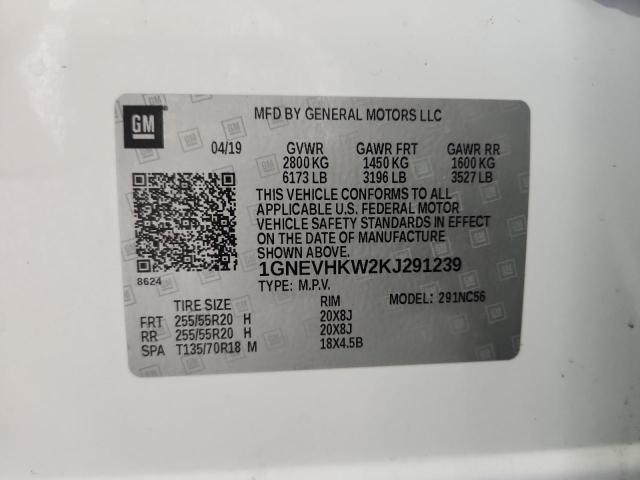 GM
MFD BY GENERAL MOTORS LLC
04/19 GVWR GAWR FRT GAWR RR
2800 KG 1450 KG 1600 KG
6173 LB 3196 LB 3527 LB
THIS VEHICLE CONFORMS TO ALL
APPLICABLE U.S. FEDERAL MOTOR
VEHICLE SAFETY STANDARDS IN EFFECT
ON THE DATE OF MANUFACTURE
SHOWN ABOVE.
1GNEVHKW2KJ291239
8624
TYPE: M.P.V.
TIRE SIZE RIM MODEL: 291NC56
FRT 255/55R20 H 20X8J
RR 255/55R20 H 20X8J
SPA T135/70R18 M 18X4.5B